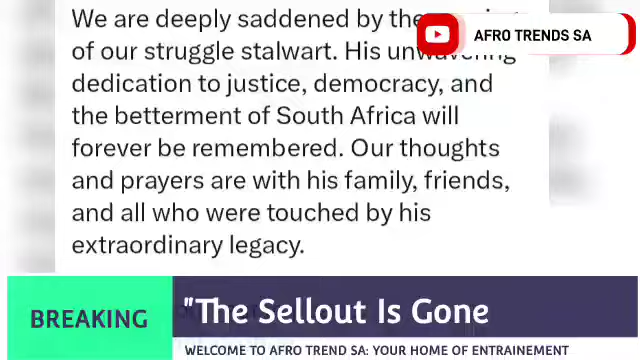 We are deeply saddened by the
of our struggle stalwart. His unwavering
dedication to justice, democracy, and
the betterment of South Africa will
forever be remembered. Our thoughts
and prayers are with his family, friends,
and all who were touched by his
extraordinary legacy.
AFRO TRENDS SA
BREAKING
"The Sellout Is Gone
WELCOME TO AFRO TREND SA: YOUR HOME OF ENTRAINEMENT